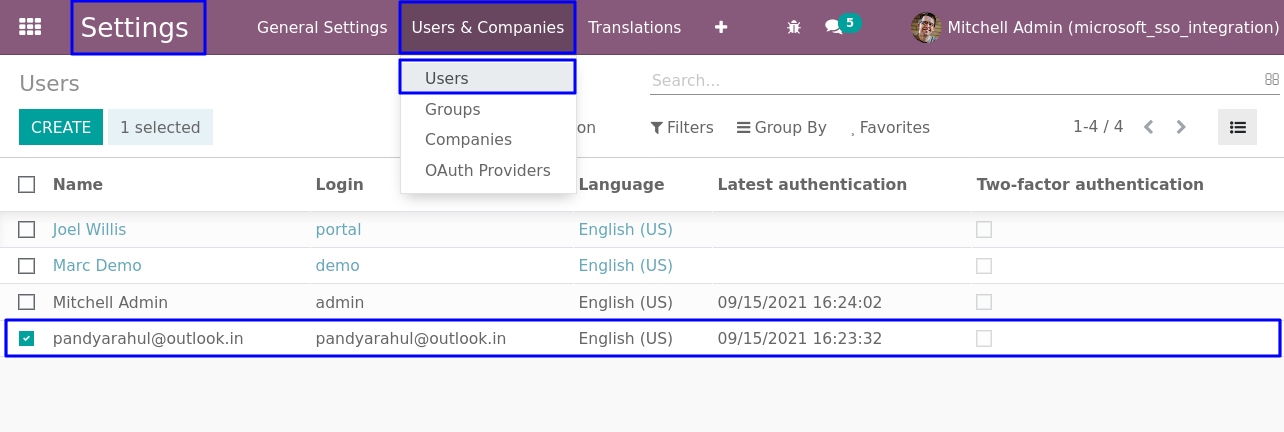 Settings General Settings Users & Companies Translations 5 Mitchell Admin (microsoft_sso_integration)
Users Users Search...
Groups
CREATE 1 selected on Filters Group By Favorites 1-4 / 4
Companies
OAuth Providers
Name Login Language Latest authentication Two-factor authentication
Joel Willis portal English (US)
Marc Demo demo English (US)
Mitchell Admin admin English (US) 09/15/2021 16:24:02
pandyarahul@outlook.in pandyarahul@outlook.in English (US) 09/15/2021 16:23:32